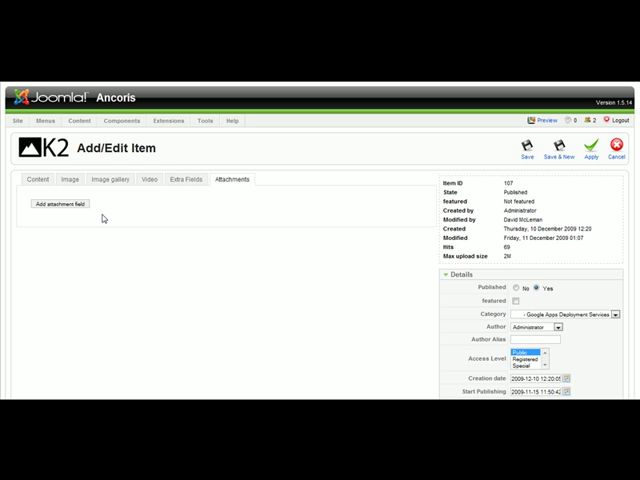 Joomla! Ancoris
Version 1.5.14
Site Menus Content Components Extensions Tools Help Preview 0 2 Logout
K2 Add/Edit Item Save Save & New Apply Cancel
Content Image Image gallery Video Extra Fields Attachments
Add attachment field
Item ID 107
State Published
featured Not featured
Created by Administrator
Modified by David McLeman
Created Thursday, 10 December 2009 12:20
Modified Friday, 11 December 2009 01:07
Hits 69
Max upload size 2M
Details
Published No Yes
featured
Category - Google Apps Deployment Services
Author Administrator
Author Alias
Access Level Public
Registered
Special
Creation date 2009-12-10 12:20:05
Start Publishing 2009-11-15 11:50:42